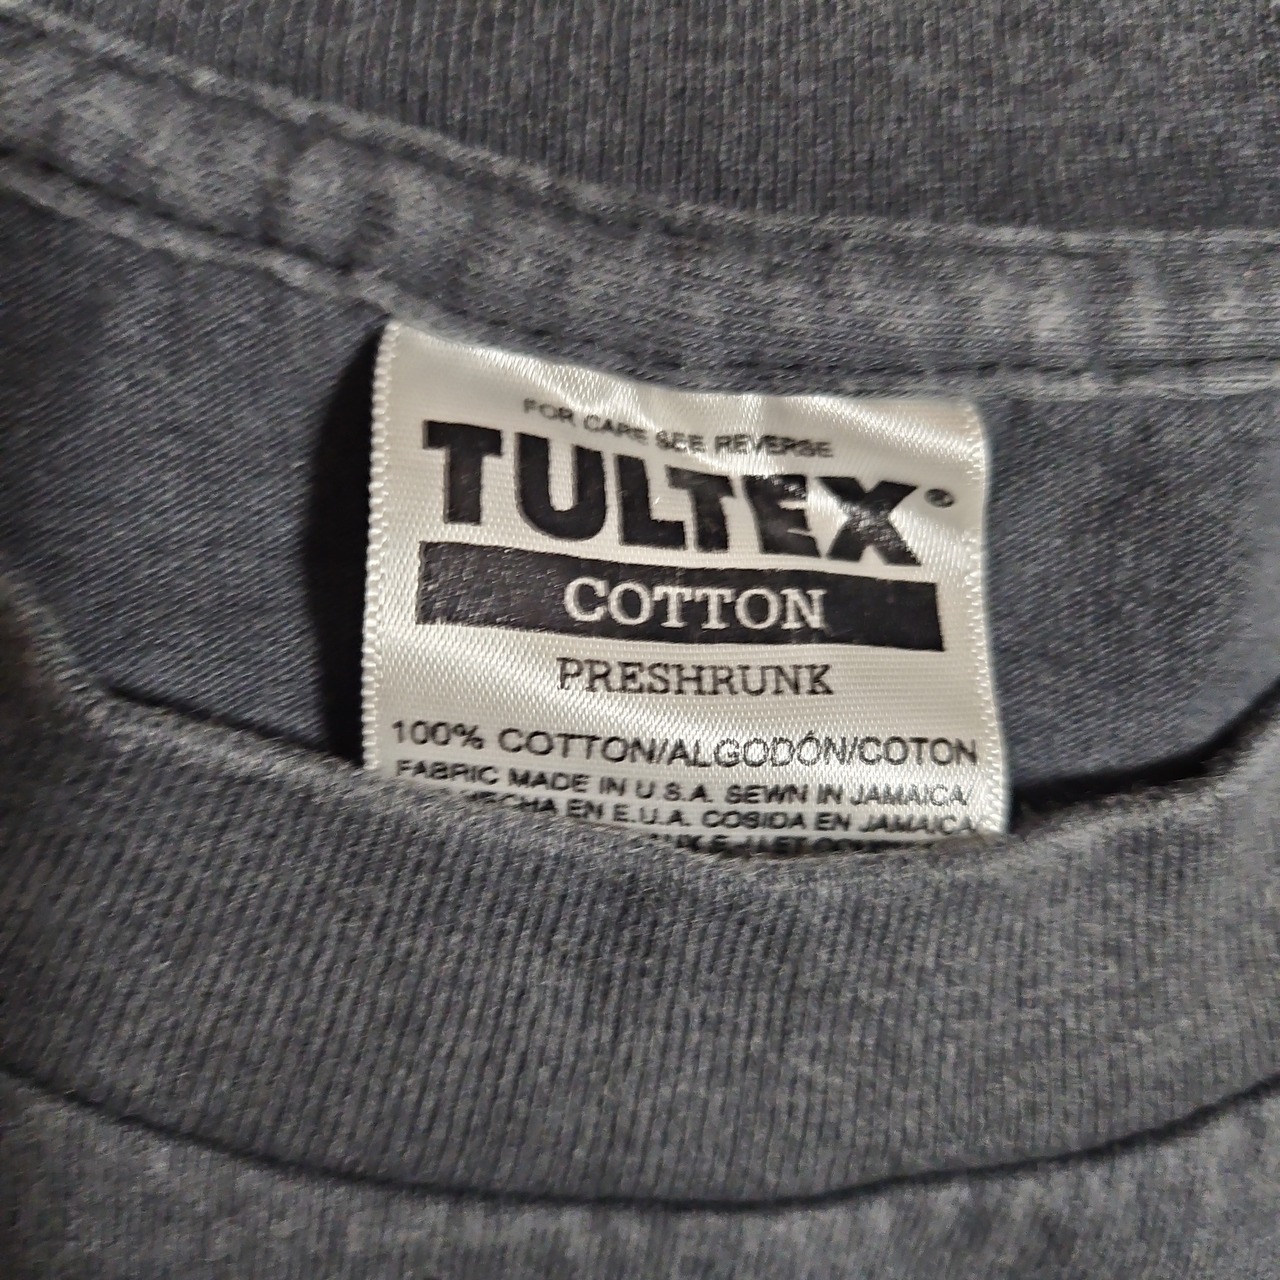 FOR CARE SEE REVERSE
TULTEX®
COTTON
PRESHRUNK
100% COTTON/ALGODÓN/COTON
FABRIC MADE IN U.S.A. SEWN IN JAMAICA/
HECHA EN E.U.A. COSIDA EN JAMAICA